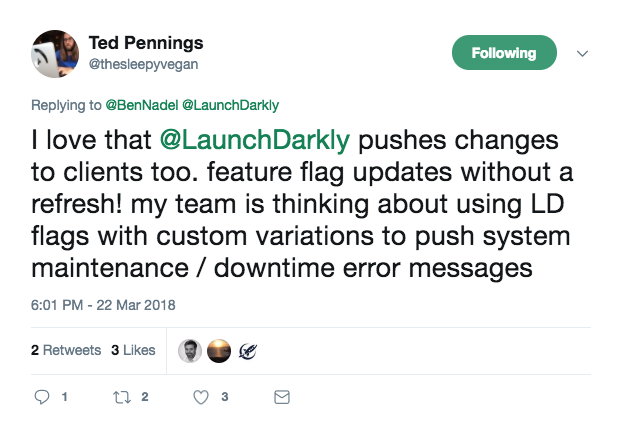 Ted Pennings
@thesleepyvegan
Following
Replying to @BenNadel @LaunchDarkly
I love that @LaunchDarkly pushes changes
to clients too. feature flag updates without a
refresh! my team is thinking about using LD
flags with custom variations to push system
maintenance / downtime error messages
6:01 PM - 22 Mar 2018
2 Retweets 3 Likes
1 2 3